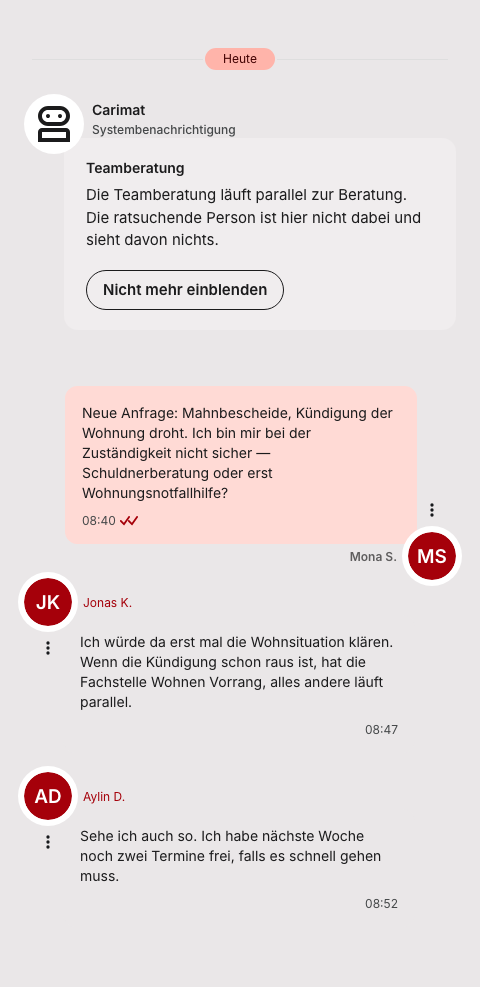 Heute
Carimat
Systembenachrichtigung
Teamberatung
Die Teamberatung läuft parallel zur Beratung.
Die ratsuchende Person ist hier nicht dabei und
sieht davon nichts.
Nicht mehr einblenden
Neue Anfrage: Mahnbescheide, Kündigung der
Wohnung droht. Ich bin mir bei der
Zuständigkeit nicht sicher —
Schuldnerberatung oder erst
Wohnungsnotfallhilfe?
08:40
Mona S.
MS
JK
Jonas K.
Ich würde da erst mal die Wohnsituation klären.
Wenn die Kündigung schon raus ist, hat die
Fachstelle Wohnen Vorrang, alles andere läuft
parallel.
08:47
AD
Aylin D.
Sehe ich auch so. Ich habe nächste Woche
noch zwei Termine frei, falls es schnell gehen
muss.
08:52